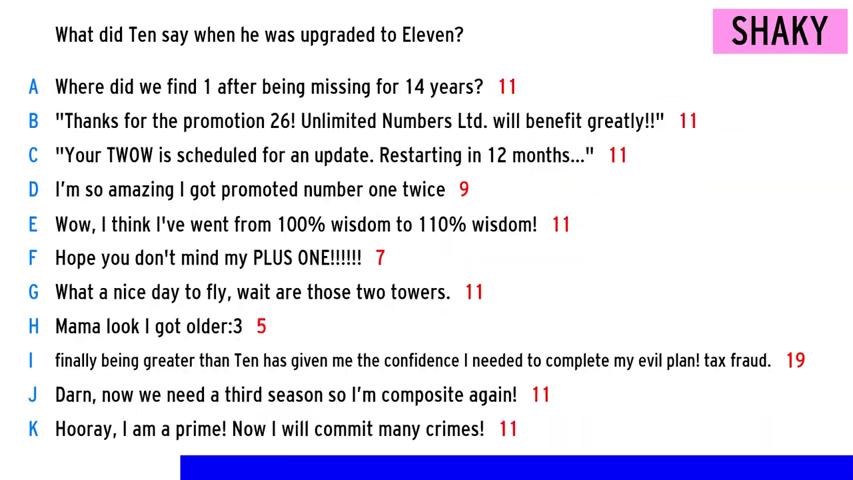 What did Ten say when he was upgraded to Eleven?
SHAKY
A Where did we find 1 after being missing for 14 years? 11
B "Thanks for the promotion 26! Unlimited Numbers Ltd. will benefit greatly!!" 11
C "Your TWOW is scheduled for an update. Restarting in 12 months..." 11
D I'm so amazing I got promoted number one twice 9
E Wow, I think I've went from 100% wisdom to 110% wisdom! 11
F Hope you don't mind my PLUS ONE!!!!!! 7
G What a nice day to fly, wait are those two towers. 11
H Mama look I got older:3 5
I finally being greater than Ten has given me the confidence I needed to complete my evil plan! tax fraud. 19
J Darn, now we need a third season so I'm composite again! 11
K Hooray, I am a prime! Now I will commit many crimes! 11